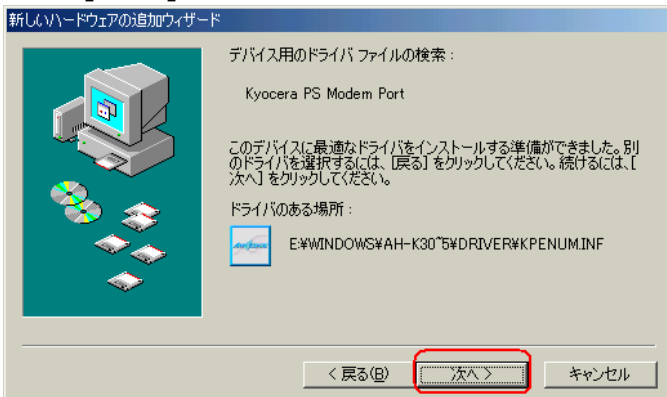 新しいハードウェアの追加ウィザード
デバイス用のドライバ ファイルの検索 :
Kyocera PS Modem Port
このデバイスに最適なドライバをインストールする準備ができました。別
のドライバを選択するには、[戻る] をクリックしてください。続けるには、[
次へ] をクリックしてください。
ドライバのある場所 :
E:¥WINDOWS¥AH-K30~5¥DRIVER¥KPENUM.INF
< 戻る(B)
次へ >
キャンセル